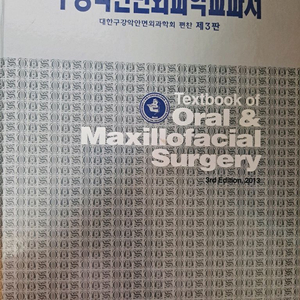 구강악안면외과학교과서
대한구강악안면외과학회 편찬 제3판
Textbook of
Oral &
Maxillofacial
Surgery
3rd Edition, 2013